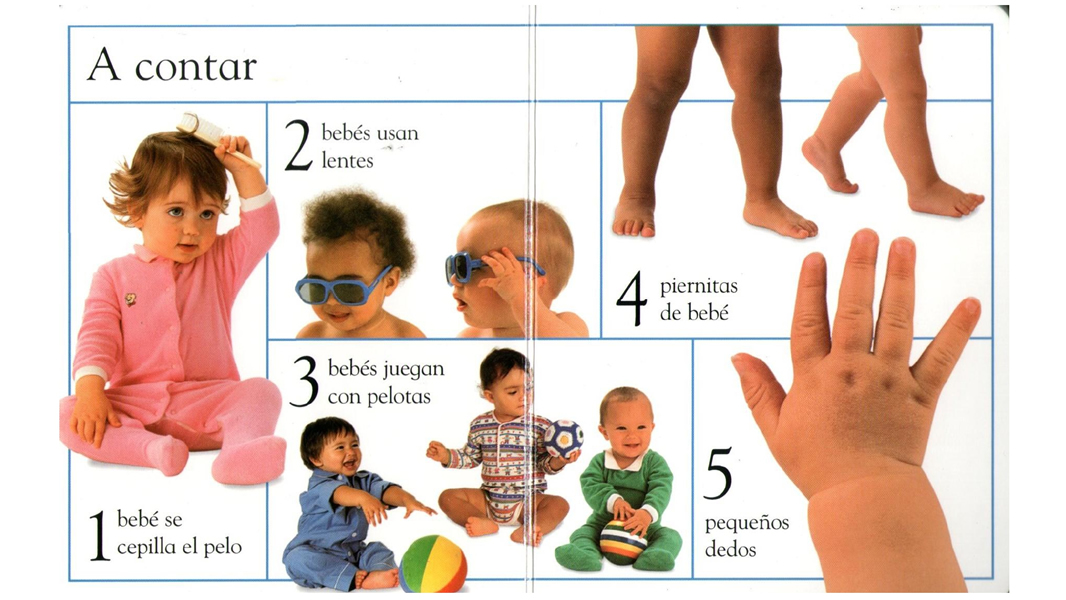 A contar
1 bebé se
cepilla el pelo
2 bebés usan
lentes
3 bebés juegan
con pelotas
4 piernitas
de bebé
5
pequeños
dedos